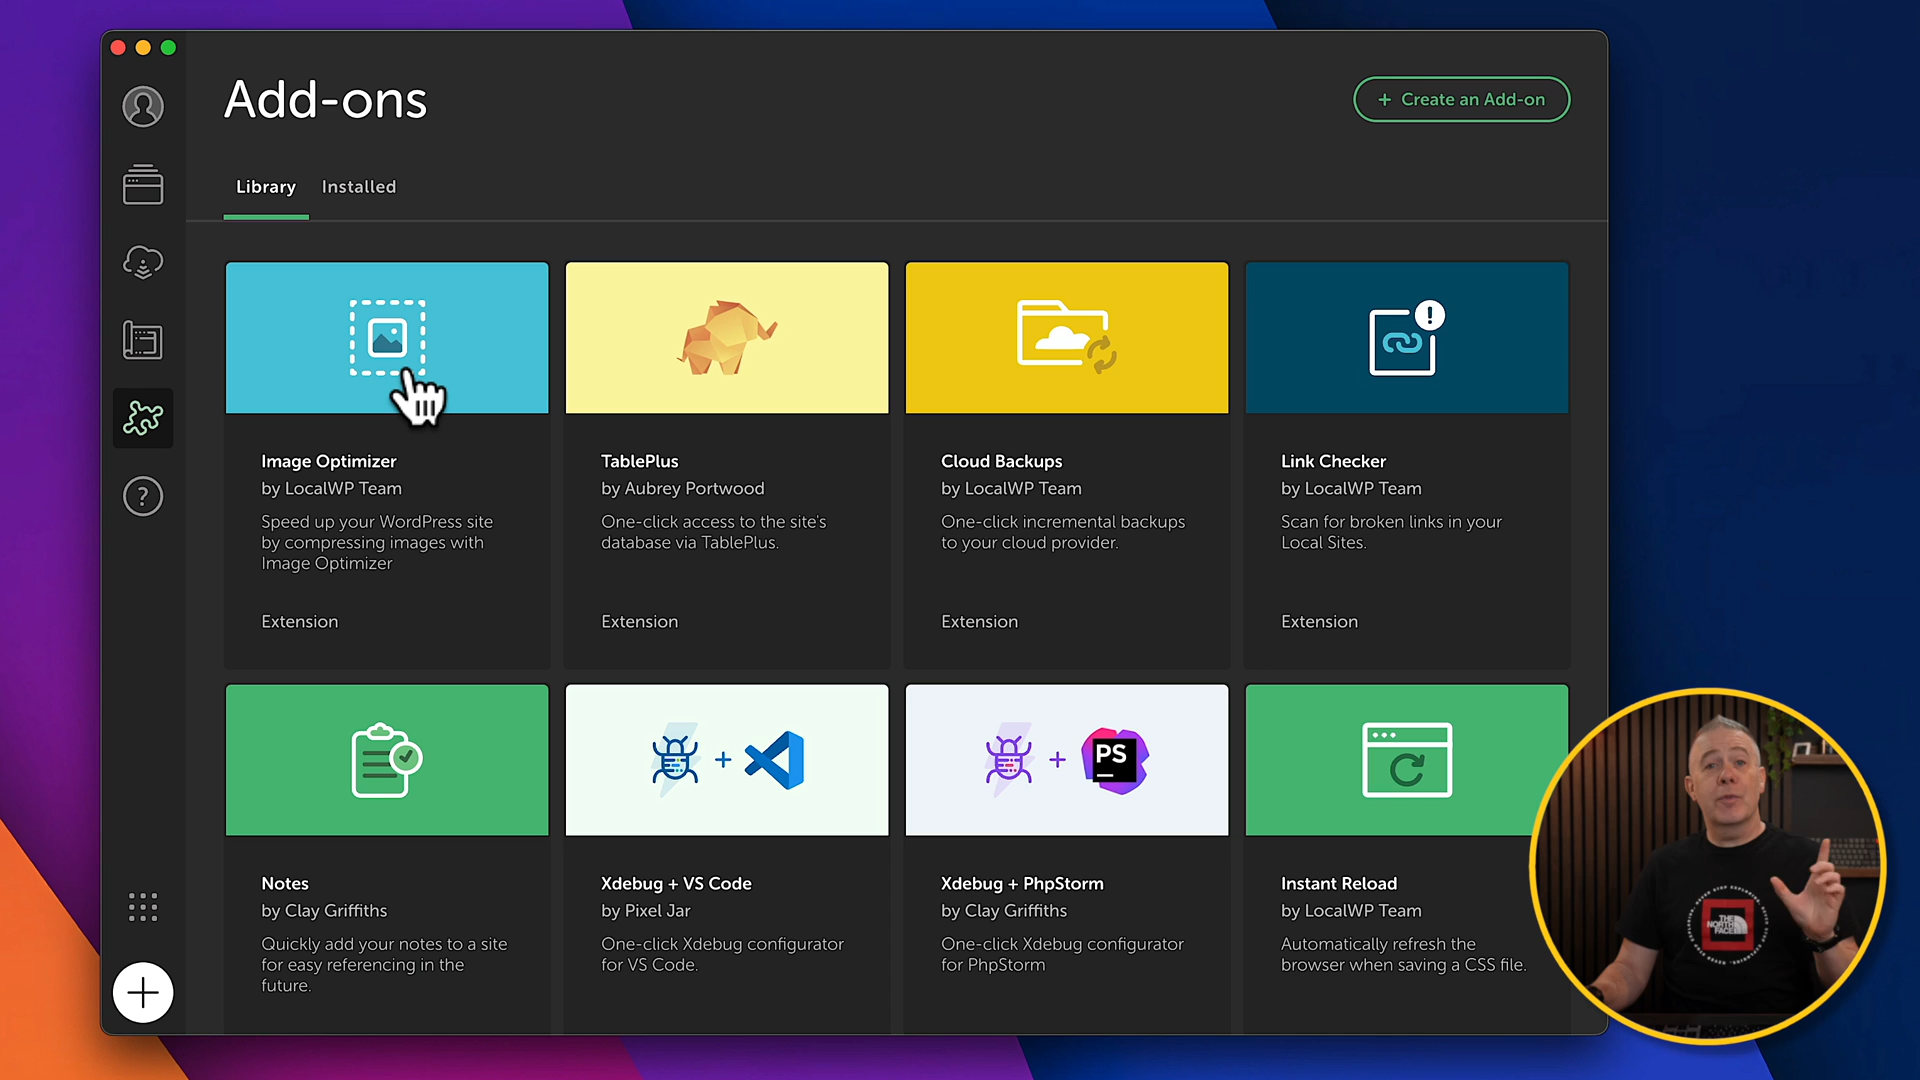 Add-ons
+ Create an Add-on
Library
Installed
Image Optimizer
by LocalWP Team
Speed up your WordPress site
by compressing images with
Image Optimizer
Extension
TablePlus
by Aubrey Portwood
One-click access to the site's
database via TablePlus.
Extension
Cloud Backups
by LocalWP Team
One-click incremental backups
to your cloud provider.
Extension
Link Checker
by LocalWP Team
Scan for broken links in your
Local Sites.
Extension
Notes
by Clay Griffiths
Quickly add your notes to a site
for easy referencing in the
future.
Xdebug + VS Code
by Pixel Jar
One-click Xdebug configurator
for VS Code.
PS
Xdebug + PhpStorm
by Clay Griffiths
One-click Xdebug configurator
for PhpStorm
Instant Reload
by LocalWP Team
Automatically refresh the
browser when saving a CSS file.
THE
NORTH
FACE